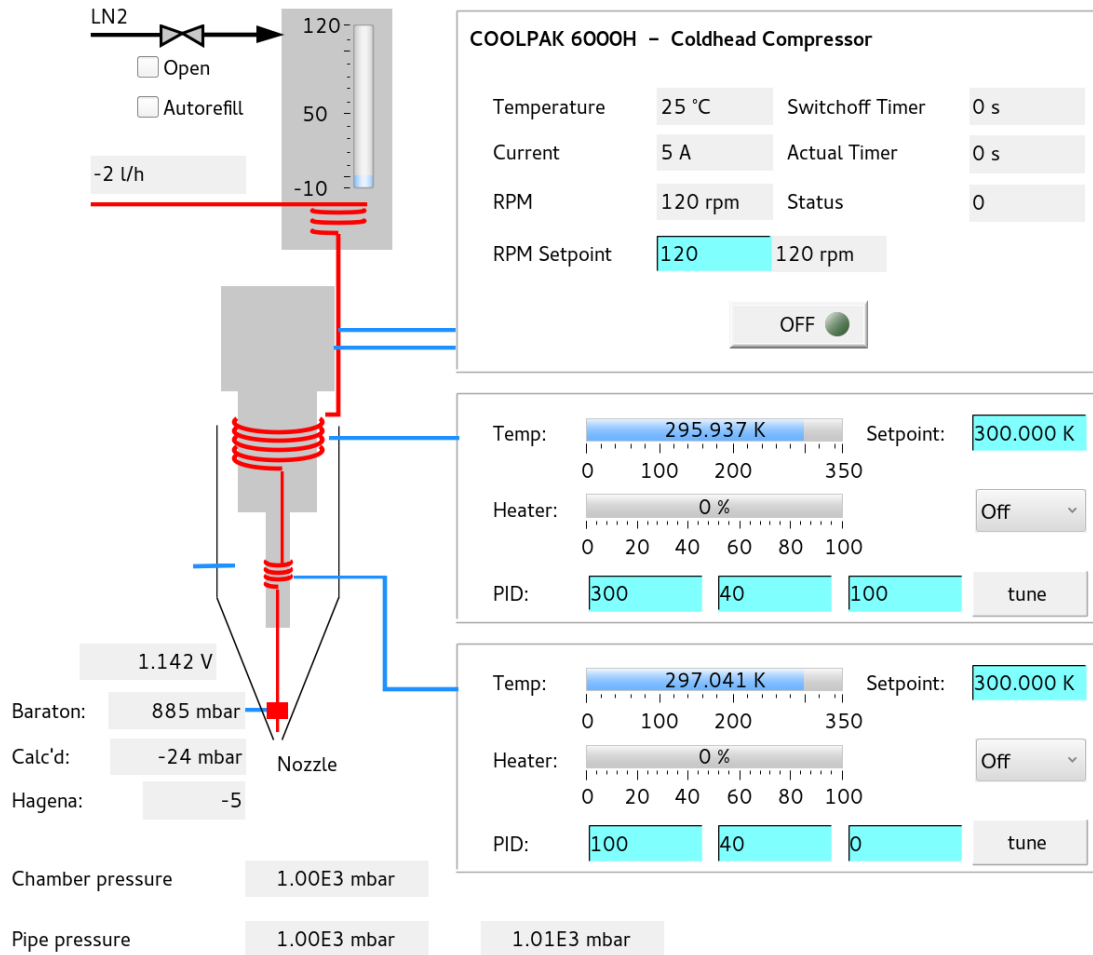 LN2
Open
Autorefill
-2 l/h
120
50
-10
COOLPAK 6000H – Coldhead Compressor
Temperature 25 °C Switchoff Timer 0 s
Current 5 A Actual Timer 0 s
RPM 120 rpm Status 0
RPM Setpoint 120 120 rpm
OFF
Temp: 295.937 K Setpoint: 300.000 K
0 100 200 350
Heater: 0 % Off
0 20 40 60 80 100
PID: 300 40 100 tune
Temp: 297.041 K Setpoint: 300.000 K
0 100 200 350
Heater: 0 % Off
0 20 40 60 80 100
PID: 100 40 0 tune
1.142 V
Baraton: 885 mbar
Calc'd: -24 mbar
Nozzle
Hagena: -5
Chamber pressure 1.00E3 mbar
Pipe pressure 1.00E3 mbar 1.01E3 mbar